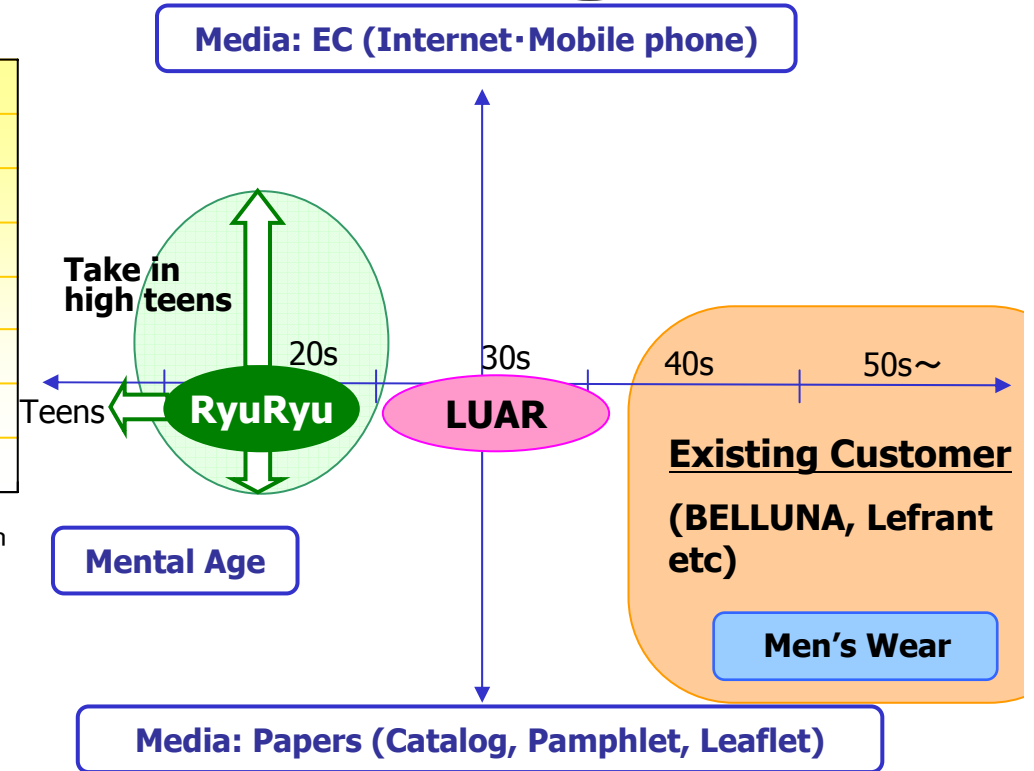 Media: EC (Internet・Mobile phone)
Take in
high teens
20s
30s
40s
50s～
Teens
RyuRyu
LUAR
Existing Customer
(BELLUNA, Lefrant
etc)
Mental Age
Men’s Wear
Media: Papers (Catalog, Pamphlet, Leaflet)